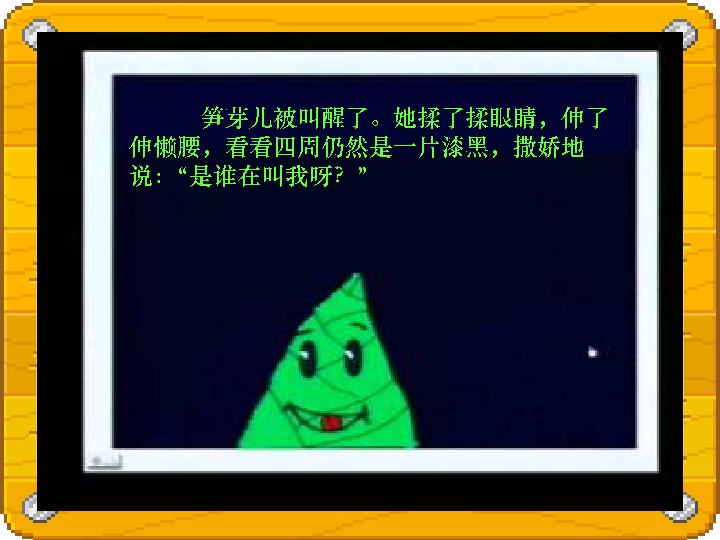 笋芽儿被叫醒了。她揉了揉眼睛，伸了
伸懒腰，看看四周仍然是一片漆黑，撒娇地
说：“是谁在叫我呀？”